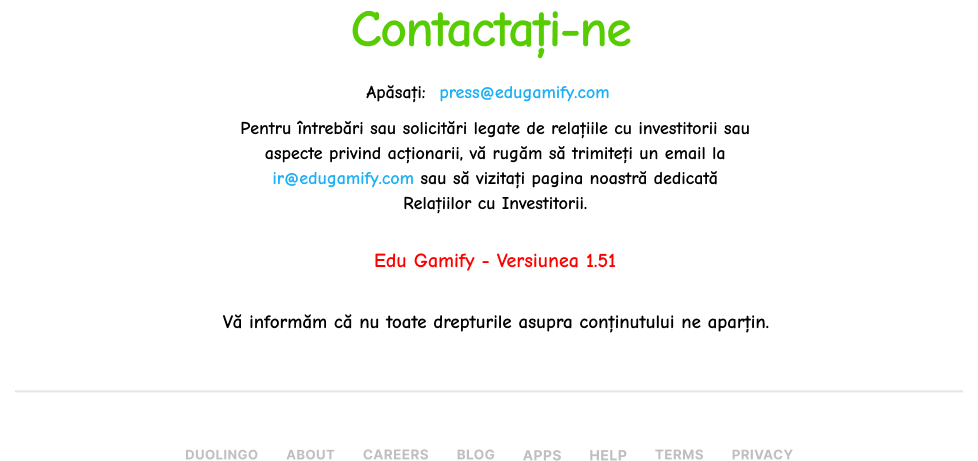 Contactați-ne
Apăsați: press@edugamify.com
Pentru întrebări sau solicitări legate de relațiile cu investitorii sau
aspecte privind acționarii, vă rugăm să trimiteți un email la
ir@edugamify.com sau să vizitați pagina noastră dedicată
Relațiilor cu Investitorii.
Edu Gamify - Versiunea 1.51
Vă informăm că nu toate drepturile asupra conținutului ne aparțin.
DUOLINGO ABOUT CAREERS BLOG APPS HELP TERMS PRIVACY